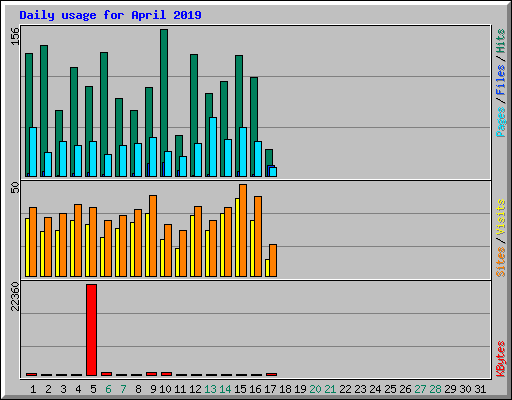 Daily usage for April 2019
156
Pages / Files / Hits
50
Sites / Visits
22360
KBytes
1 2 3 4 5 6 7 8 9 10 11 12 13 14 15 16 17 18 19 20 21 22 23 24 25 26 27 28 29 30 31